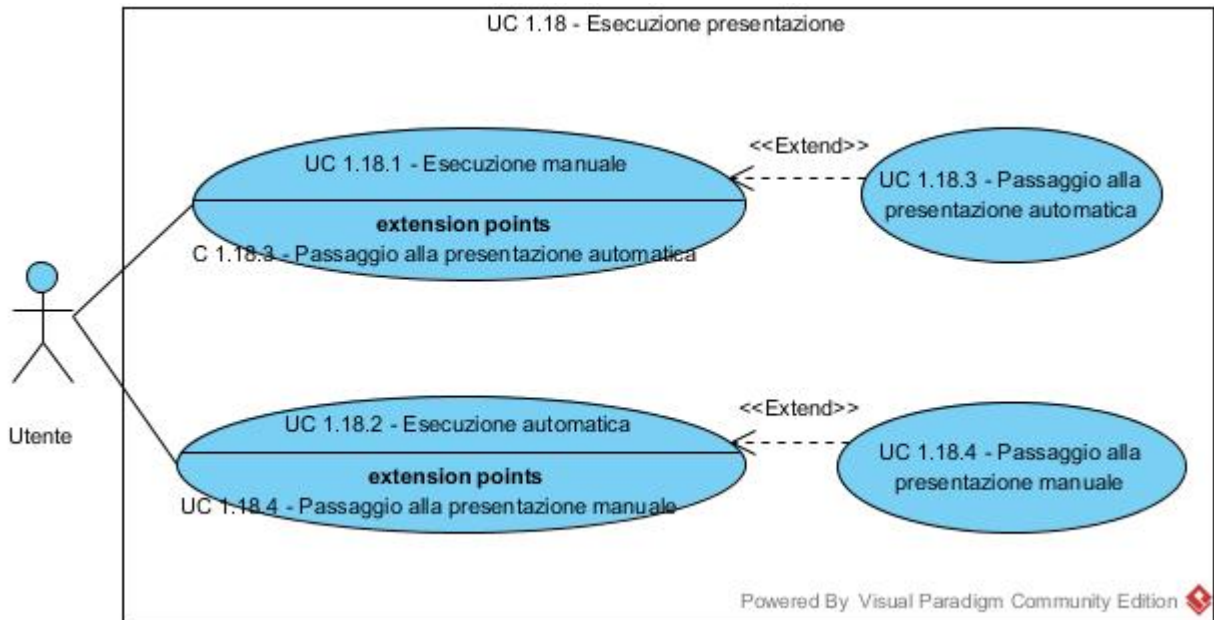 UC 1.18 - Esecuzione presentazione
UC 1.18.1 - Esecuzione manuale
extension points
C 1.18.3 - Passaggio alla presentazione automatica
<<Extend>>
UC 1.18.3 - Passaggio alla
presentazione automatica
Utente
UC 1.18.2 - Esecuzione automatica
extension points
UC 1.18.4 - Passaggio alla presentazione manuale
<<Extend>>
UC 1.18.4 - Passaggio alla
presentazione manuale
Powered By Visual Paradigm Community Edition